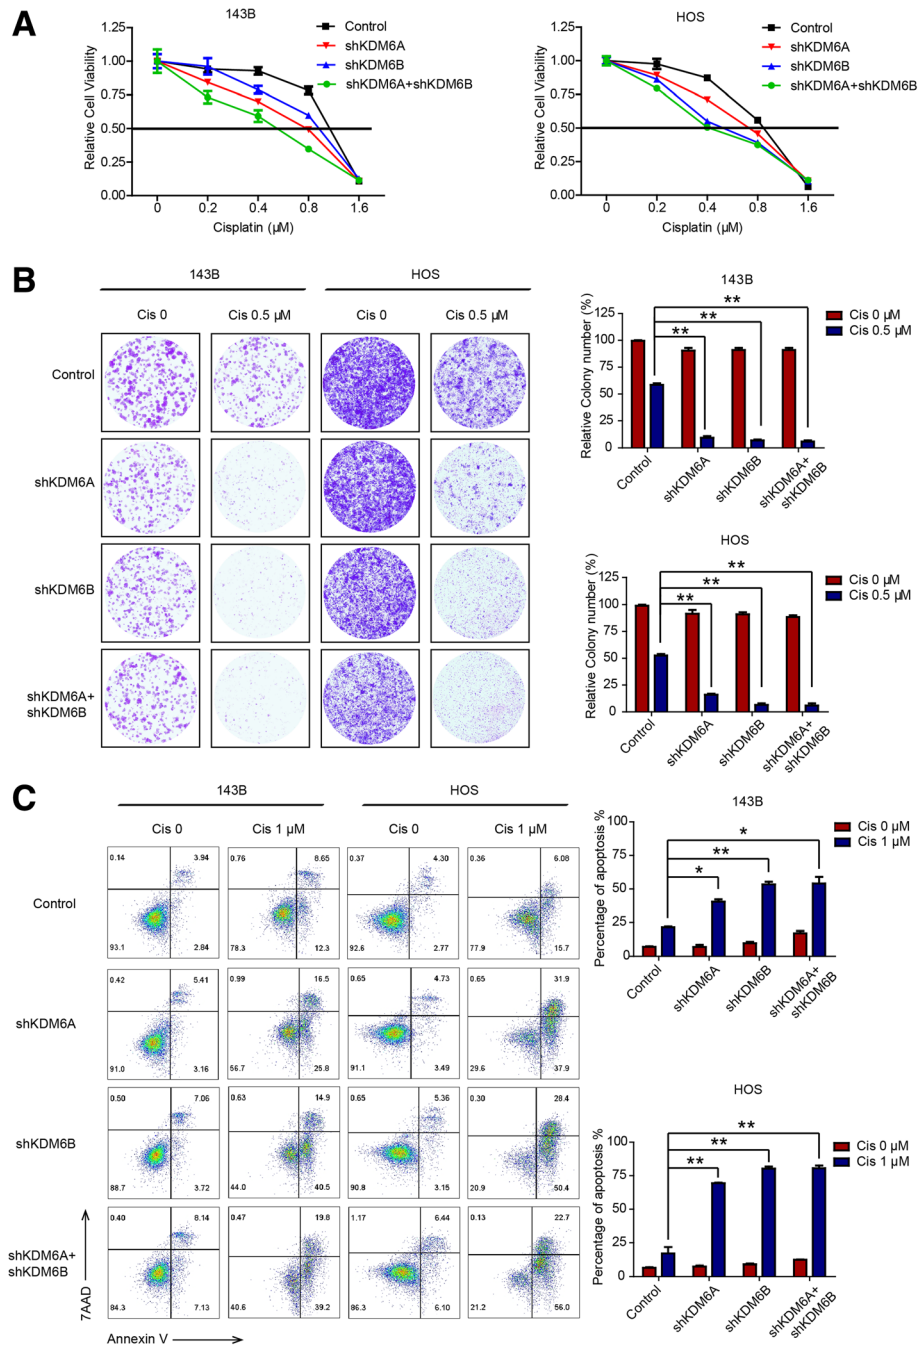 A
143B
Relative Cell Viability
1.25
1.00
0.75
0.50
0.25
0.00
0 0.2 0.4 0.8 1.6
Cisplatin (µM)
Control
shKDM6A
shKDM6B
shKDM6A+shKDM6B
HOS
Relative Cell Viability
1.25
1.00
0.75
0.50
0.25
0.00
0 0.2 0.4 0.8 1.6
Cisplatin (µM)
Control
shKDM6A
shKDM6B
shKDM6A+shKDM6B
B
143B HOS
Cis 0 Cis 0.5 µM Cis 0 Cis 0.5 µM
Control
shKDM6A
shKDM6B
shKDM6A+
shKDM6B
143B
Relative Colony number (%)
125
100
75
50
25
0
** 
**
**
Cis 0 µM
Cis 0.5 µM
Control
shKDM6A
shKDM6B
shKDM6A+
shKDM6B
HOS
Relative Colony number (%)
125
100
75
50
25
0
**
**
**
Cis 0 µM
Cis 0.5 µM
Control
shKDM6A
shKDM6B
shKDM6A+
shKDM6B
C
143B HOS
Cis 0 Cis 1 µM Cis 0 Cis 1 µM
Control
0.14 3.94 0.76 8.65 0.37 4.30 0.36 6.08
93.1 2.84 78.3 12.3 92.6 2.77 77.9 15.7
shKDM6A
0.42 5.41 0.99 16.5 0.65 4.73 0.65 31.9
91.0 3.16 56.7 25.8 91.1 3.49 29.6 37.9
shKDM6B
0.50 7.06 0.63 14.9 0.65 5.36 0.30 28.4
88.7 3.72 44.0 40.5 90.8 3.15 20.9 50.4
shKDM6A+
shKDM6B
0.40 8.14 0.47 19.8 1.17 6.44 0.13 22.7
84.3 7.13 40.6 39.2 86.3 6.10 21.2 56.0
7AAD
Annexin V
143B
Percentage of apoptosis %
100
75
50
25
0
*
**
*
Cis 0 µM
Cis 1 µM
Control
shKDM6A
shKDM6B
shKDM6A+
shKDM6B
HOS
Percentage of apoptosis %
100
75
50
25
0
**
**
**
Cis 0 µM
Cis 1 µM
Control
shKDM6A
shKDM6B
shKDM6A+
shKDM6B